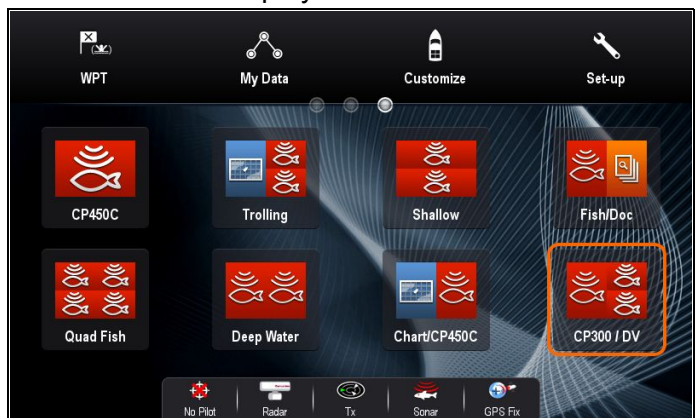 WPT
My Data
Customize
Set-up
CP450C
Trolling
Shallow
Fish/Doc
Quad Fish
Deep Water
Chart/CP450C
CP300 / DV
No Pilot
Radar
Tx
Sonar
GPS Fix